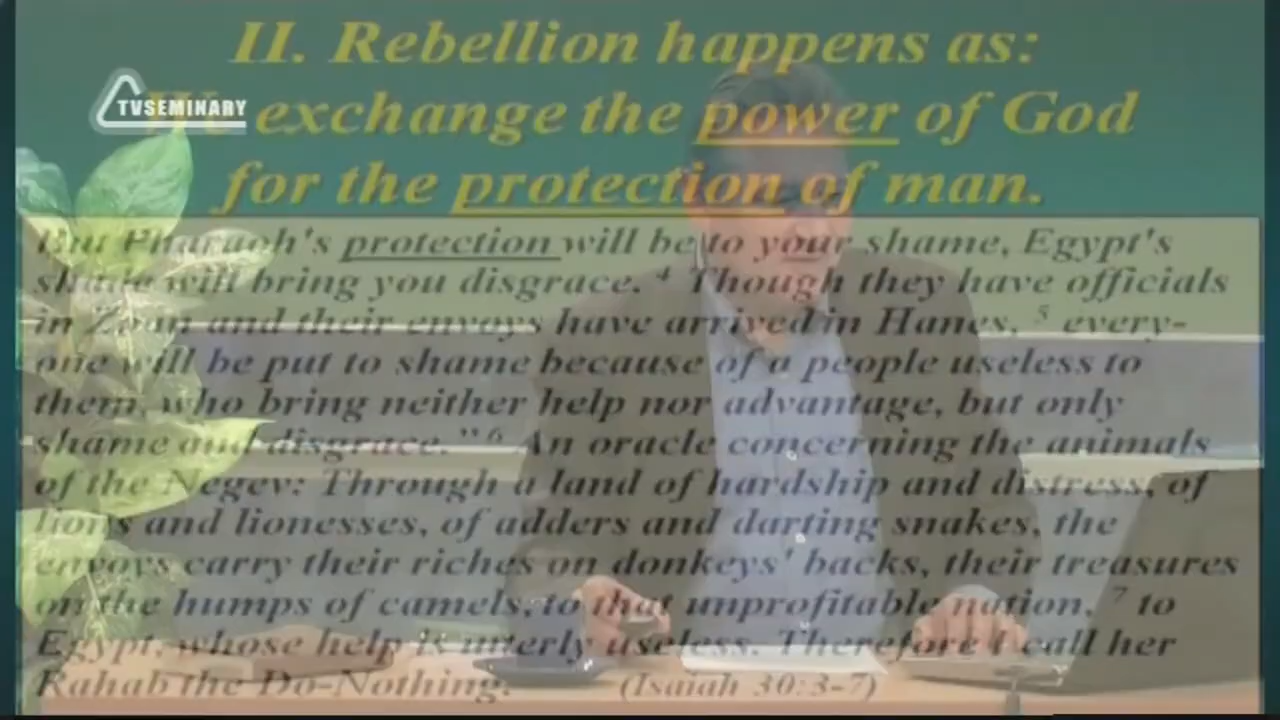 II. Rebellion happens as:
TVSEMINARY
We exchange the power of God
for the protection of man.
But Pharaoh's protection will be to your shame, Egypt's
shade will bring you disgrace. 4 Though they have officials
in Zoan and their envoys have arrived in Hanes, 5 every-
one will be put to shame because of a people useless to
them, who bring neither help nor advantage, but only
shame and disgrace." 6 An oracle concerning the animals
of the Negev: Through a land of hardship and distress, of
lions and lionesses, of adders and darting snakes, the
envoys carry their riches on donkeys' backs, their treasures
on the humps of camels, to that unprofitable nation, 7 to
Egypt, whose help is utterly useless. Therefore I call her
Rahab the Do-Nothing. (Isaiah 30:3-7)